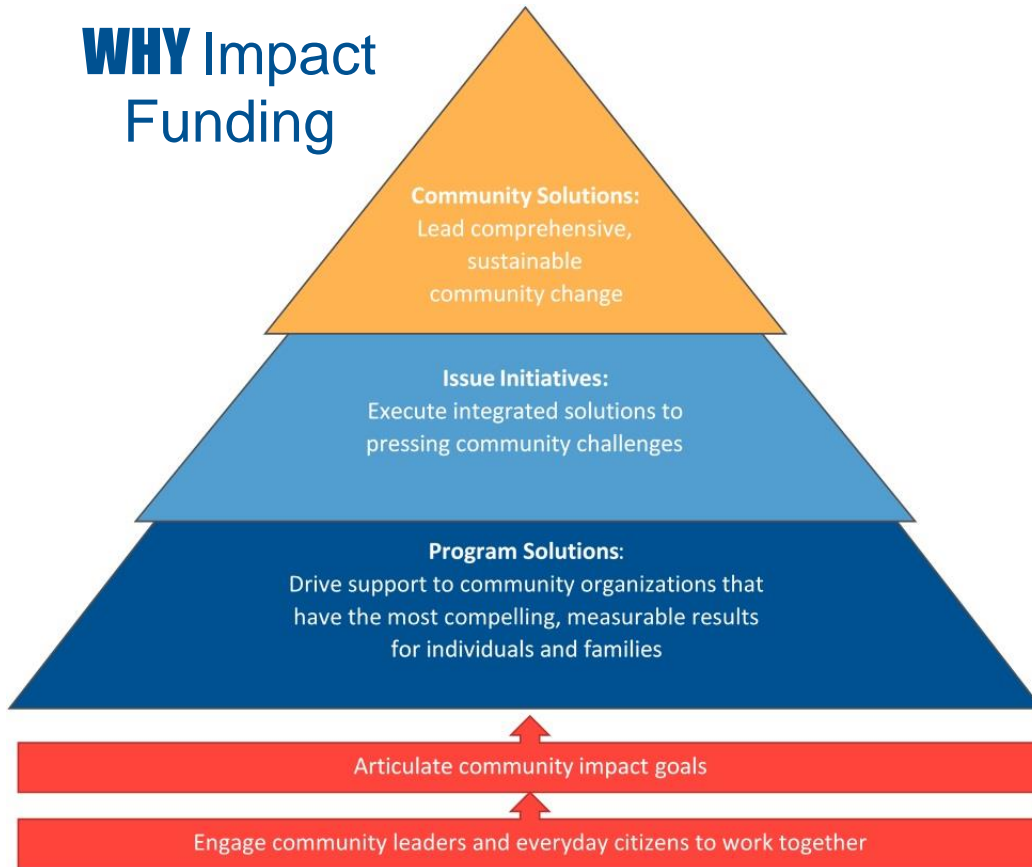 WHY Impact
Funding
Community Solutions:
Lead comprehensive,
sustainable
community change
Issue Initiatives:
Execute integrated solutions to
pressing community challenges
Program Solutions:
Drive support to community organizations that
have the most compelling, measurable results
for individuals and families
Articulate community impact goals
Engage community leaders and everyday citizens to work together